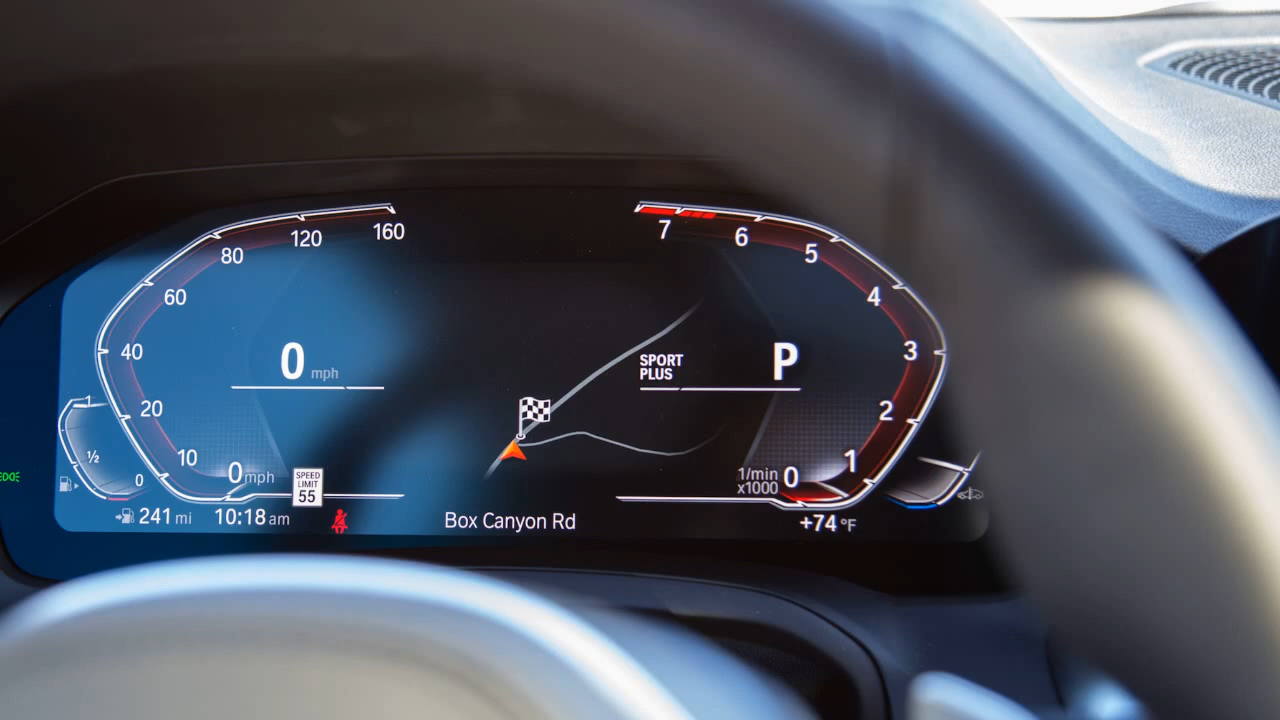 160
120
80
60
40
20
10
0 mph
0 mph
1
½
0
SPEED
LIMIT
55
241 mi
10:18 am
Box Canyon Rd
7
6
5
4
3
2
1
0
SPORT
PLUS
P
1/min
x1000
+74 °F